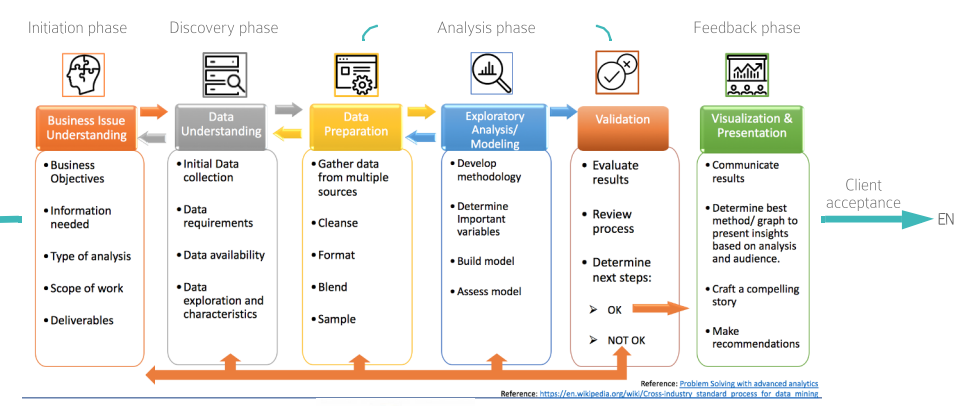 Initiation phase
Discovery phase
Analysis phase
Feedback phase
Business Issue
Understanding
• Business
Objectives
• Information
needed
• Type of analysis
• Scope of work
• Deliverables
Data
Understanding
• Initial Data
collection
• Data
requirements
• Data availability
• Data
exploration and
characteristics
Data
Preparation
• Gather data
from multiple
sources
• Cleanse
• Format
• Blend
• Sample
Exploratory
Analysis/
Modeling
• Develop
methodology
• Determine
Important
variables
• Build model
• Assess model
Validation
• Evaluate
results
• Review
process
• Determine
next steps:
➢ OK
➢ NOT OK
Visualization &
Presentation
• Communicate
results
• Determine best
method/ graph to
present insights
based on analysis
and audience.
• Craft a compelling
story
• Make
recommendations
Client
acceptance
EN
Reference: Problem Solving with advanced analytics
Reference: https://en.wikipedia.org/wiki/Cross-industry_standard_process_for_data_mining